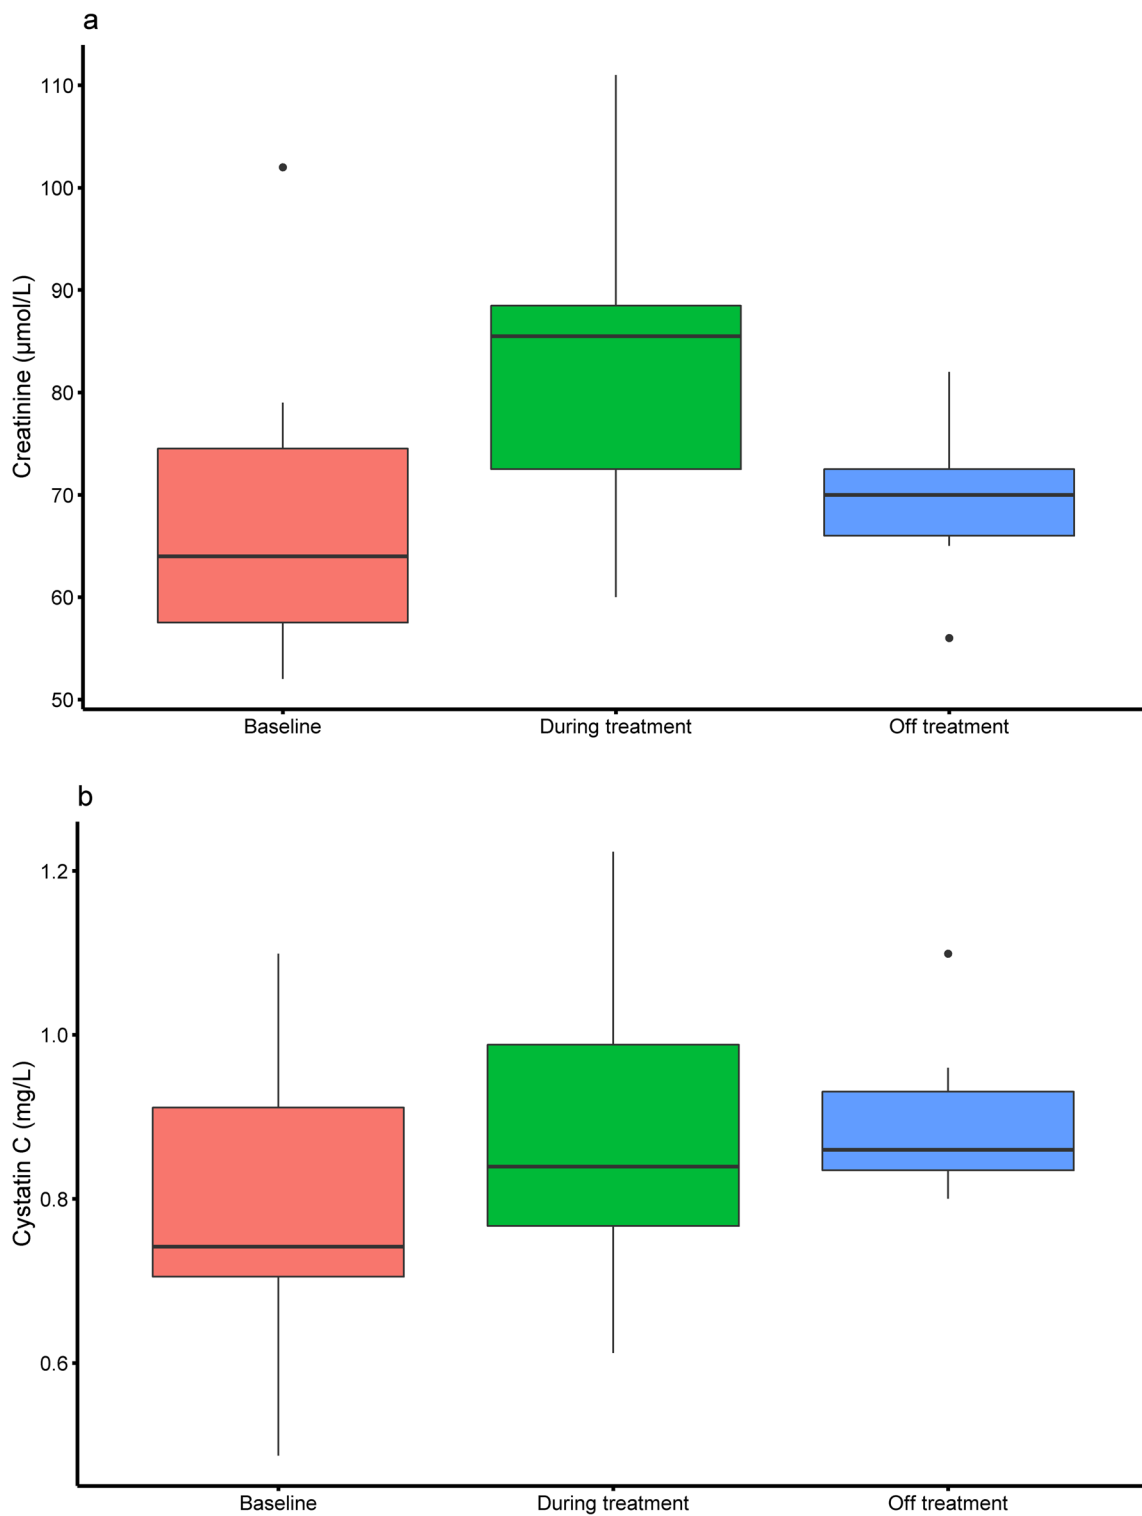 a
Creatinine (μmol/L)
110
100
90
80
70
60
50
Baseline During treatment Off treatment
b
Cystatin C (mg/L)
1.2
1.0
0.8
0.6
Baseline During treatment Off treatment